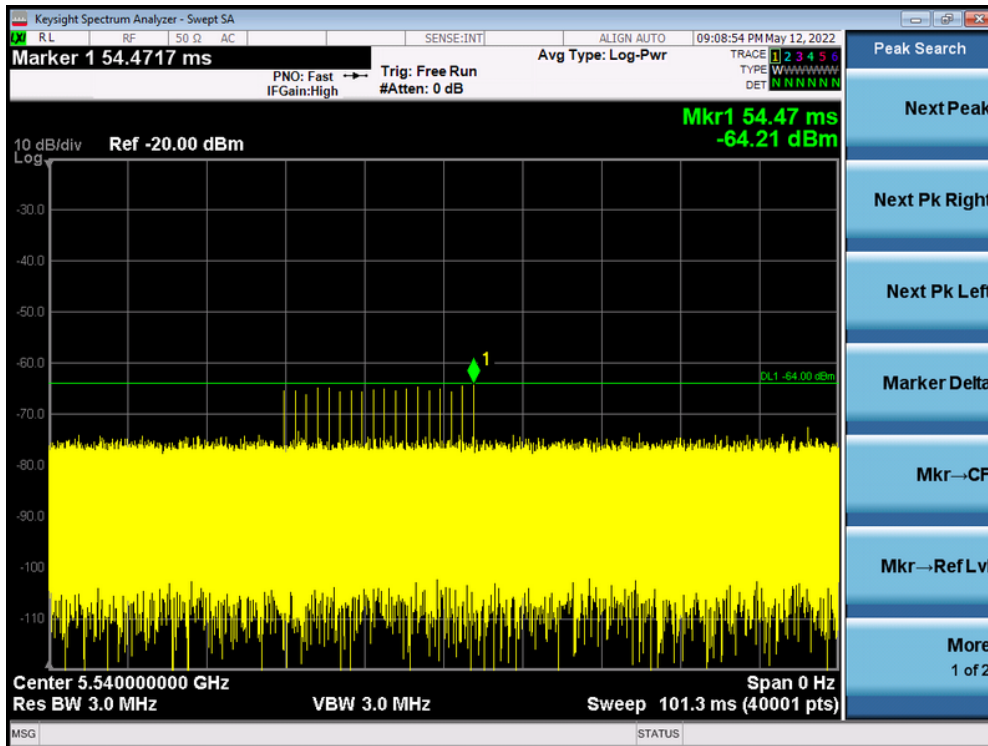 Keysight Spectrum Analyzer - Swept SA
LXI RL RF 50 Ω AC SENSE:INT ALIGN AUTO 09:08:54 PM May 12, 2022
Marker 1 54.4717 ms
PNO: Fast
IFGain:High
Trig: Free Run
#Atten: 0 dB
Avg Type: Log-Pwr
TRACE 1 2 3 4 5 6
TYPE WWWWWW
DET N N N N N N
Mkr1 54.47 ms
-64.21 dBm
10 dB/div
Log
Ref -20.00 dBm
-30.0
-40.0
-50.0
-60.0
1
DL1 -64.00 dBm
-70.0
-80.0
-90.0
-100
-110
Center 5.540000000 GHz
Span 0 Hz
Res BW 3.0 MHz
VBW 3.0 MHz
Sweep 101.3 ms (40001 pts)
MSG
STATUS
Peak Search
Next Peak
Next Pk Right
Next Pk Left
Marker Delta
Mkr→CF
Mkr→Ref Lvl
More
1 of 2